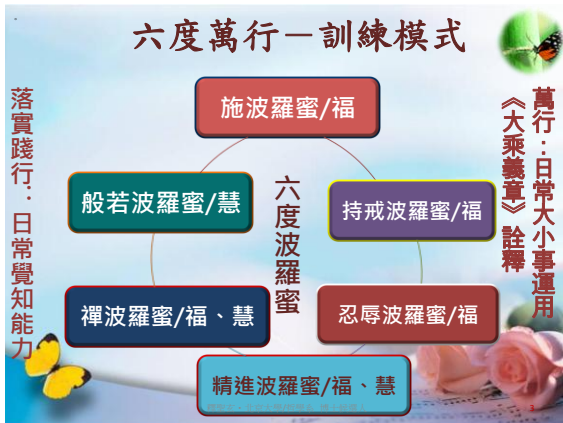 六度萬行－訓練模式
施波羅蜜/福
持戒波羅蜜/福
忍辱波羅蜜/福
精進波羅蜜/福、慧
禪波羅蜜/福、慧
般若波羅蜜/慧
六度波羅蜜
萬行：日常大小事運用
《大乘義章》詮釋
落實踐行：日常覺知能力